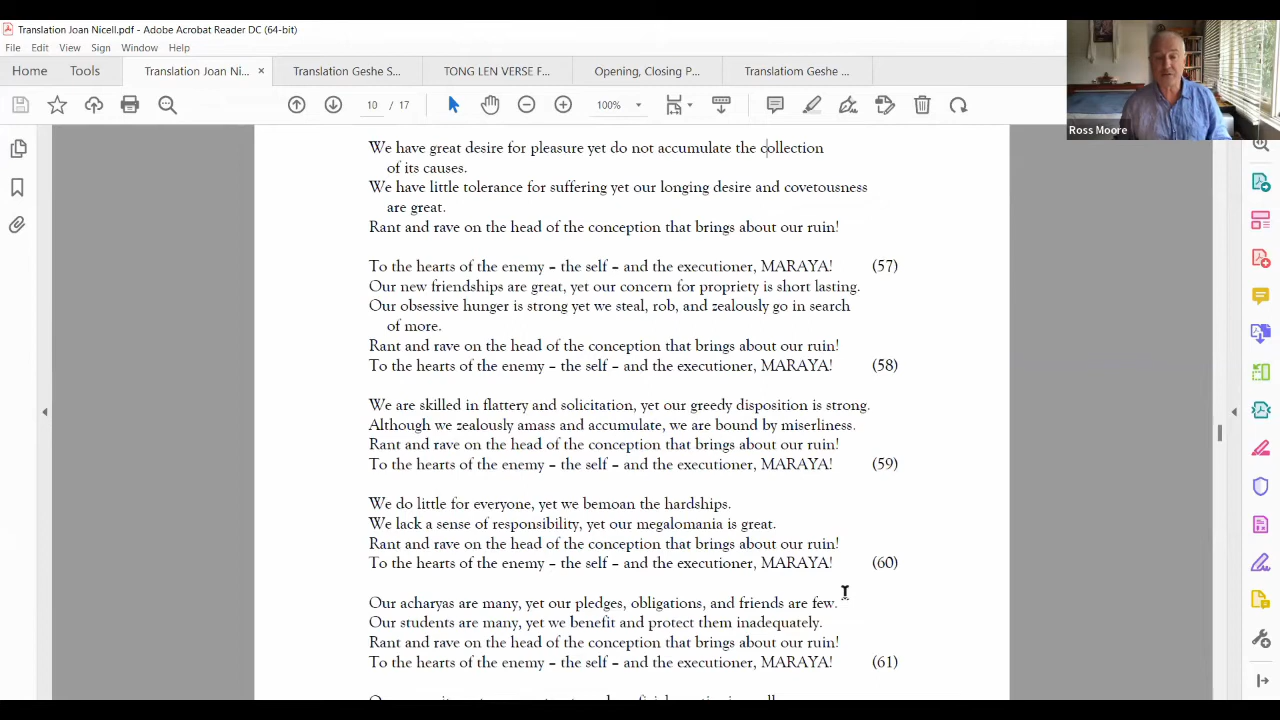 Translation Joan Nicell.pdf - Adobe Acrobat Reader DC (64-bit)
File Edit View Sign Window Help
Home Tools Translation Joan Ni... × Translation Geshe S... TONG LEN VERSE F... Opening, Closing P... Translatiom Geshe ...
10 / 17 100%
Ross Moore
We have great desire for pleasure yet do not accumulate the collection
of its causes.
We have little tolerance for suffering yet our longing desire and covetousness
are great.
Rant and rave on the head of the conception that brings about our ruin!
To the hearts of the enemy – the self – and the executioner, MARAYA! (57)
Our new friendships are great, yet our concern for propriety is short lasting.
Our obsessive hunger is strong yet we steal, rob, and zealously go in search
of more.
Rant and rave on the head of the conception that brings about our ruin!
To the hearts of the enemy – the self – and the executioner, MARAYA! (58)
We are skilled in flattery and solicitation, yet our greedy disposition is strong.
Although we zealously amass and accumulate, we are bound by miserliness.
Rant and rave on the head of the conception that brings about our ruin!
To the hearts of the enemy – the self – and the executioner, MARAYA! (59)
We do little for everyone, yet we bemoan the hardships.
We lack a sense of responsibility, yet our megalomania is great.
Rant and rave on the head of the conception that brings about our ruin!
To the hearts of the enemy – the self – and the executioner, MARAYA! (60)
Our acharyas are many, yet our pledges, obligations, and friends are few.
Our students are many, yet we benefit and protect them inadequately.
Rant and rave on the head of the conception that brings about our ruin!
To the hearts of the enemy – the self – and the executioner, MARAYA! (61)